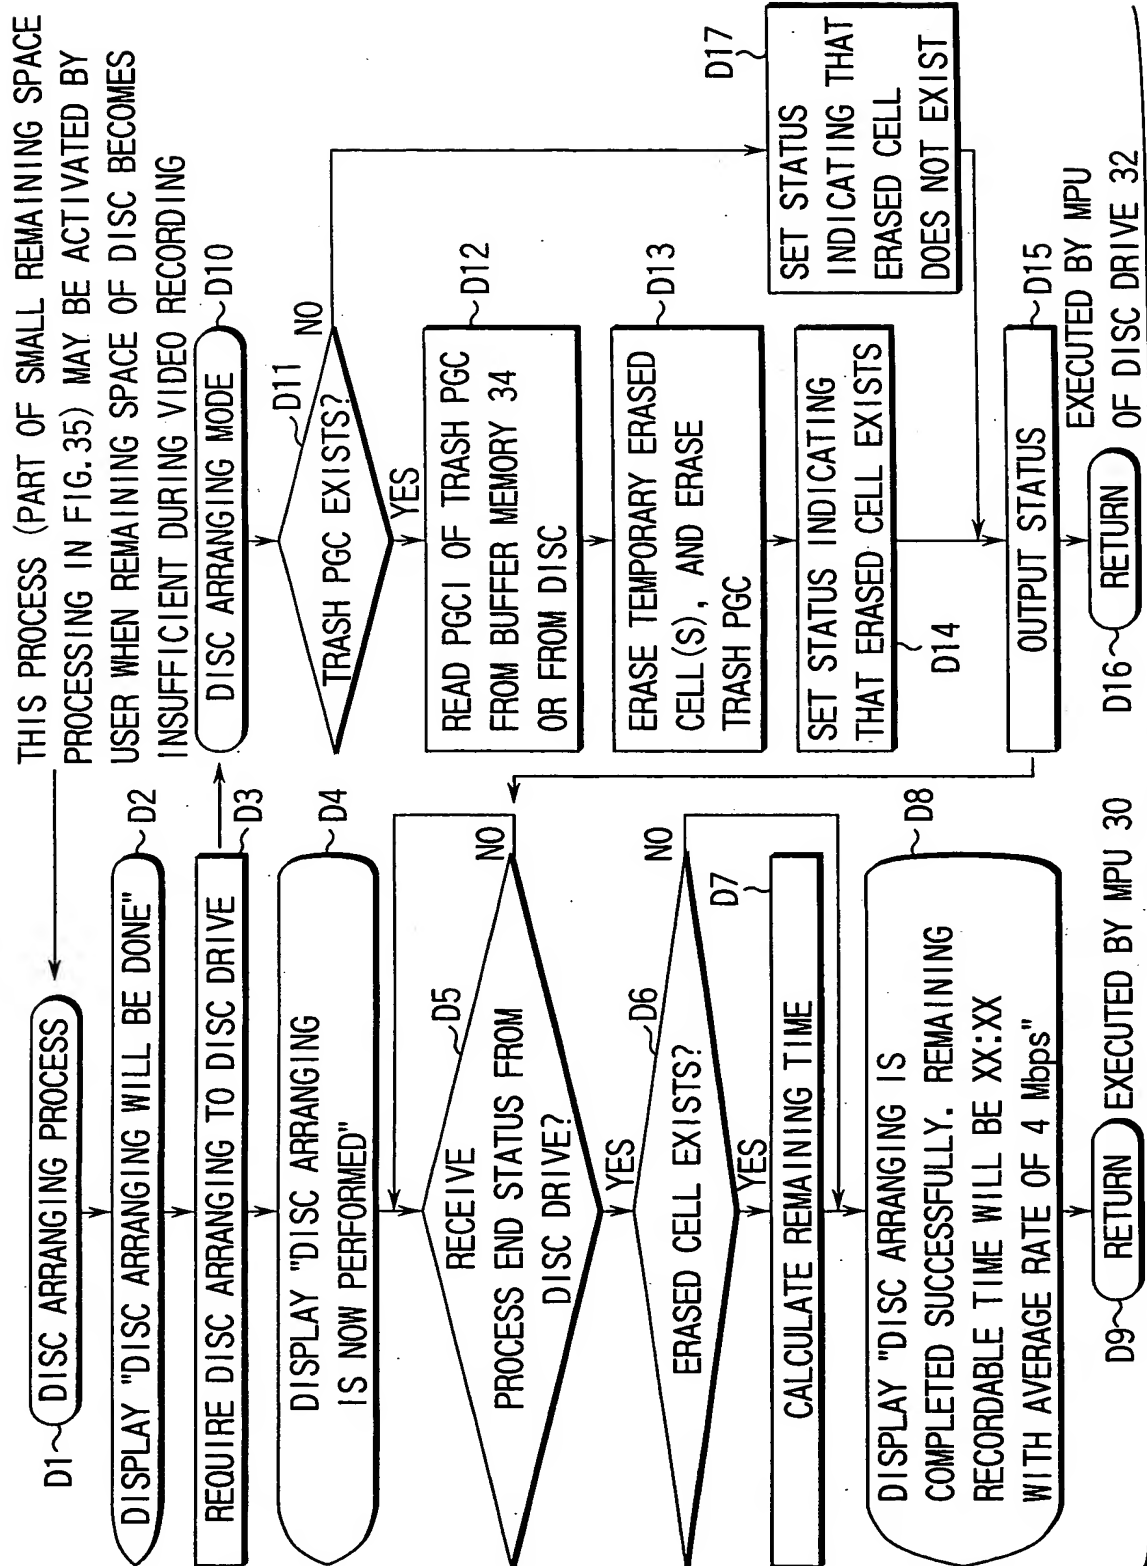 THIS PROCESS (PART OF SMALL REMAINING SPACE
PROCESSING IN FIG.35) MAY BE ACTIVATED BY
USER WHEN REMAINING SPACE OF DISC BECOMES
INSUFFICIENT DURING VIDEO RECORDING
D1
DISC ARRANGING PROCESS
D2
DISPLAY "DISC ARRANGING WILL BE DONE"
D3
REQUIRE DISC ARRANGING TO DISC DRIVE
D4
DISPLAY "DISC ARRANGING
IS NOW PERFORMED"
D5
NO
RECEIVE
PROCESS END STATUS FROM
DISC DRIVE?
YES
D6
NO
ERASED CELL EXISTS?
YES
D7
CALCULATE REMAINING TIME
D8
DISPLAY "DISC ARRANGING IS
COMPLETED SUCCESSFULLY. REMAINING
RECORDABLE TIME WILL BE XX:XX
WITH AVERAGE RATE OF 4 Mbps"
D9
RETURN
EXECUTED BY MPU 30
D10
DISC ARRANGING MODE
D11
NO
TRASH PGC EXISTS?
YES
D12
READ PGCI OF TRASH PGC
FROM BUFFER MEMORY 34
OR FROM DISC
D13
ERASE TEMPORARY ERASED
CELL(S), AND ERASE
TRASH PGC
SET STATUS INDICATING
THAT ERASED CELL EXISTS
D14
D17
SET STATUS
INDICATING THAT
ERASED CELL
DOES NOT EXIST
D15
OUTPUT STATUS
D16
RETURN
EXECUTED BY MPU
OF DISC DRIVE 32